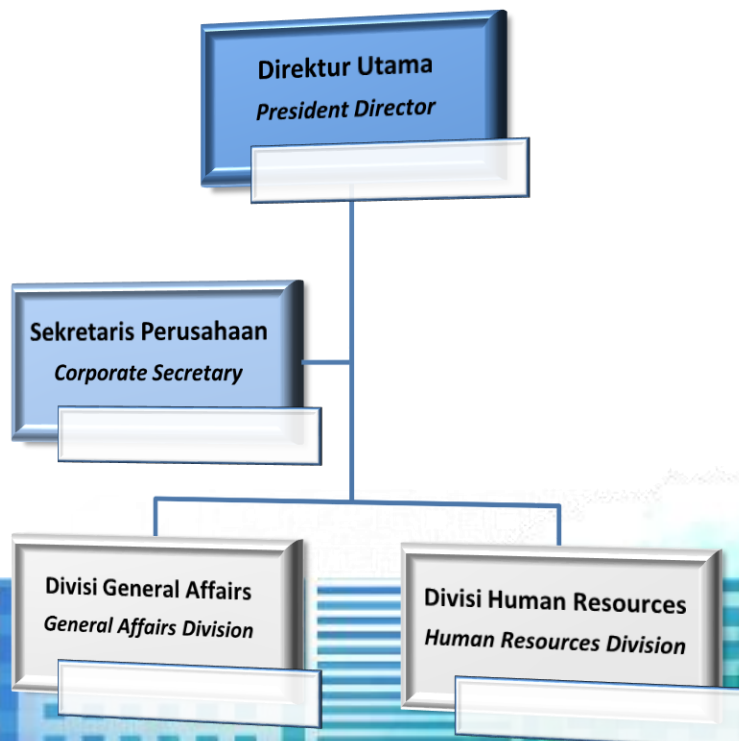 Direktur Utama
President Director
Sekretaris Perusahaan
Corporate Secretary
Divisi General Affairs
General Affairs Division
Divisi Human Resources
Human Resources Division